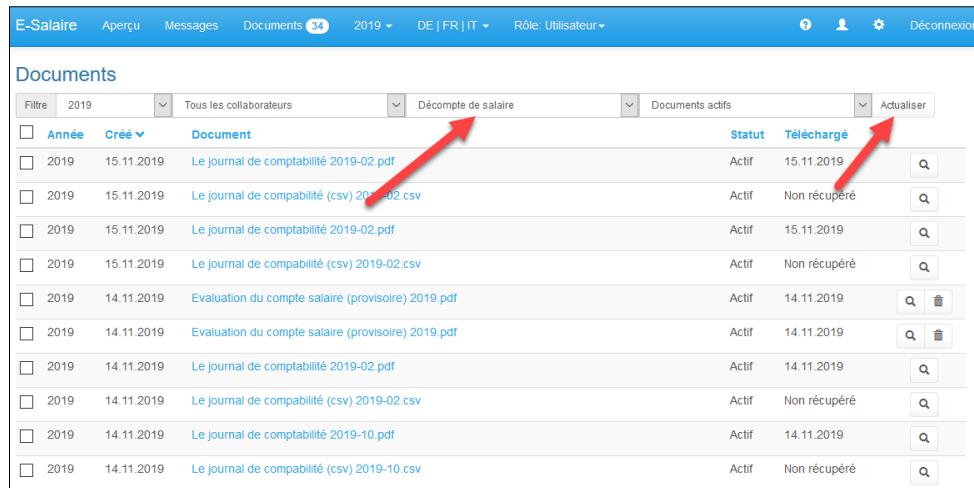 E-Salaire Aperçu Messages Documents 34 2019 DE | FR | IT Rôle: Utilisateur Déconnexion
Documents
Filtre 2019 Tous les collaborateurs Décompte de salaire Documents actifs Actualiser
Année Créé Document Statut Téléchargé
2019 15.11.2019 Le journal de comptabilité 2019-02.pdf Actif 15.11.2019
2019 15.11.2019 Le journal de compabilité (csv) 2019-02.csv Actif Non récupéré
2019 15.11.2019 Le journal de comptabilité 2019-02.pdf Actif 15.11.2019
2019 15.11.2019 Le journal de compabilité (csv) 2019-02.csv Actif Non récupéré
2019 14.11.2019 Evaluation du compte salaire (provisoire) 2019.pdf Actif 14.11.2019
2019 14.11.2019 Evaluation du compte salaire (provisoire) 2019.pdf Actif 14.11.2019
2019 14.11.2019 Le journal de comptabilité 2019-02.pdf Actif 14.11.2019
2019 14.11.2019 Le journal de compabilité (csv) 2019-02.csv Actif Non récupéré
2019 14.11.2019 Le journal de comptabilité 2019-10.pdf Actif 14.11.2019
2019 14.11.2019 Le journal de compabilité (csv) 2019-10.csv Actif Non récupéré